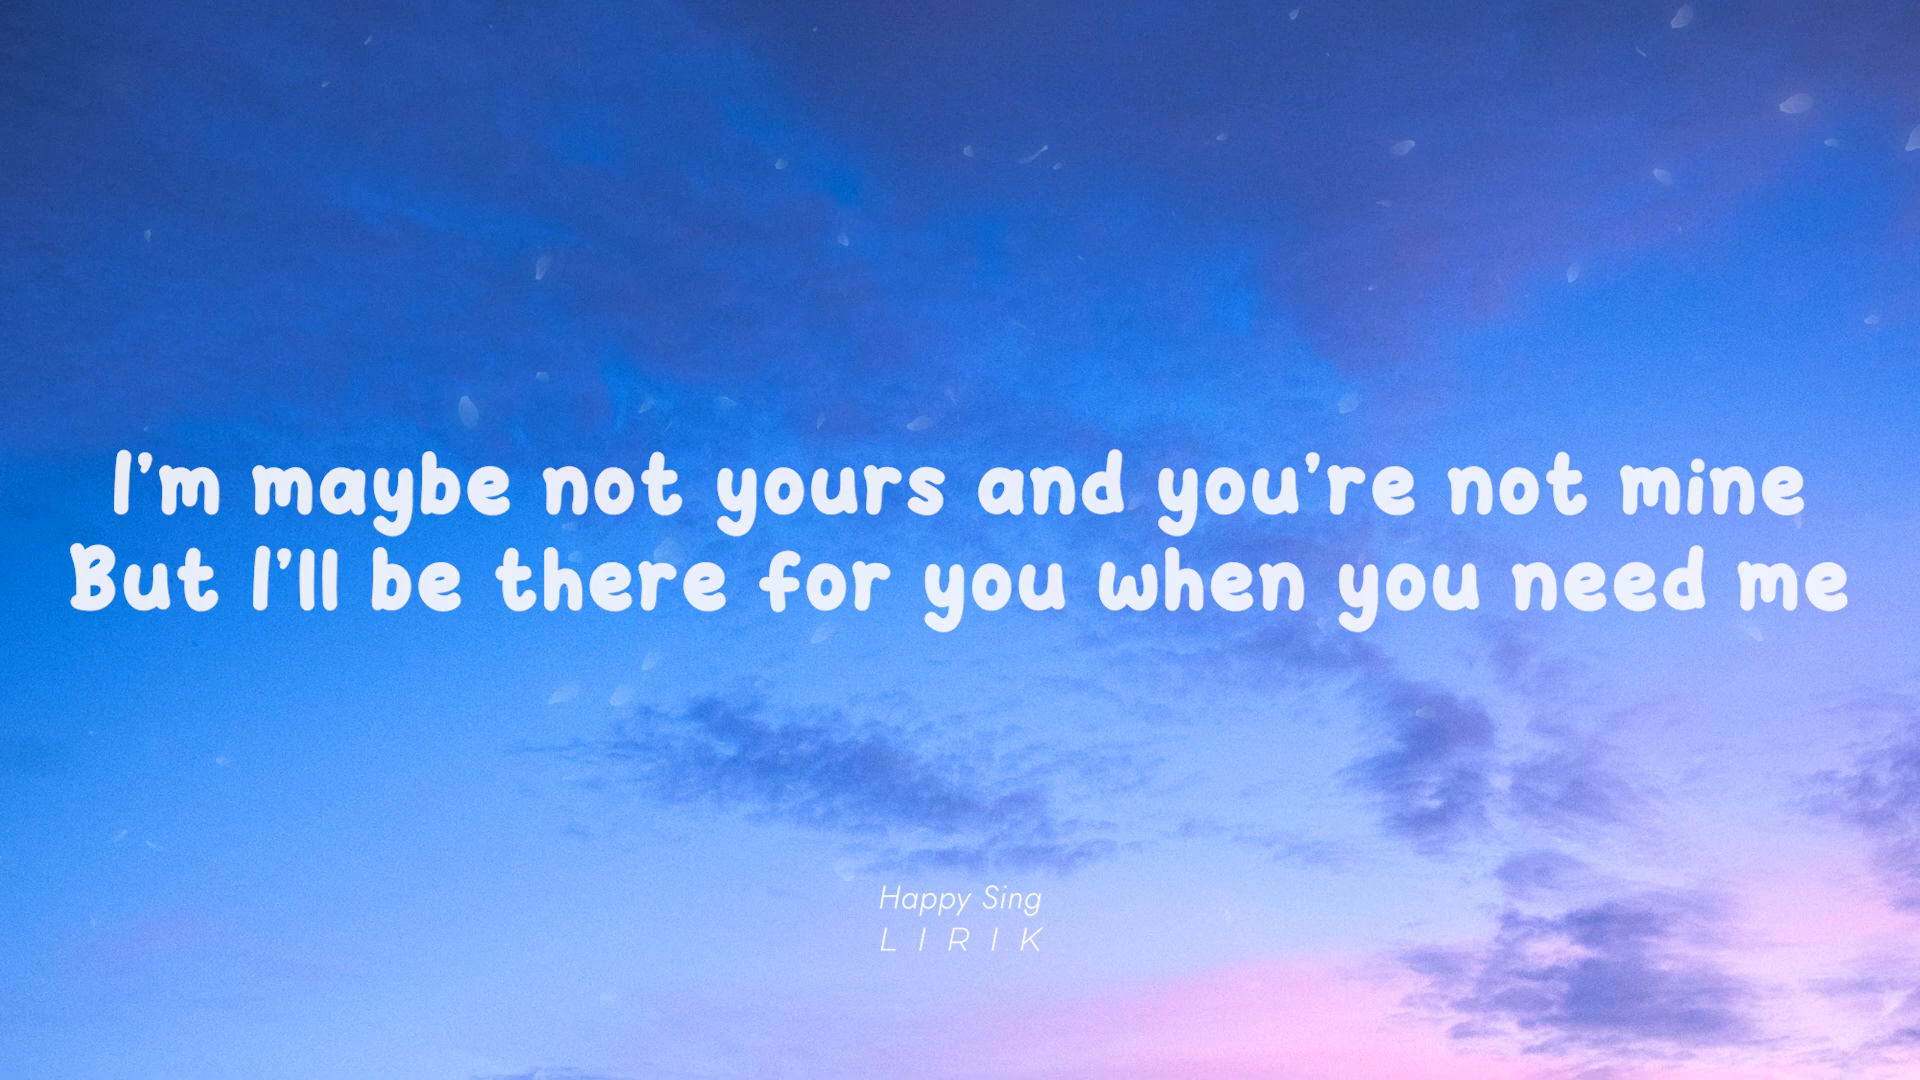 I'm maybe not yours and you're not mine
But I'll be there for you when you need me
Happy Sing
LIRIK